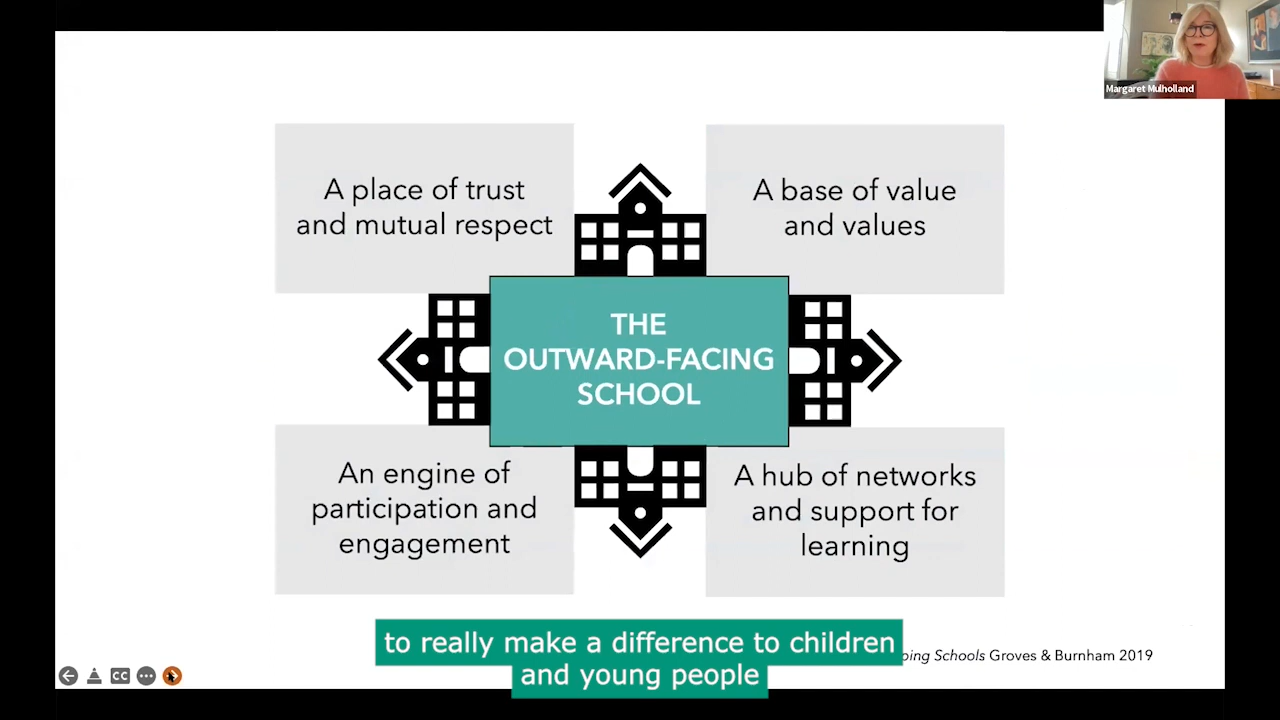 Margaret Mulholland
A place of trust
and mutual respect
A base of value
and values
THE
OUTWARD-FACING
SCHOOL
An engine of
participation and
engagement
A hub of networks
and support for
learning
to really make a difference to children
and young people
Schools Groves & Burnham 2019
CC